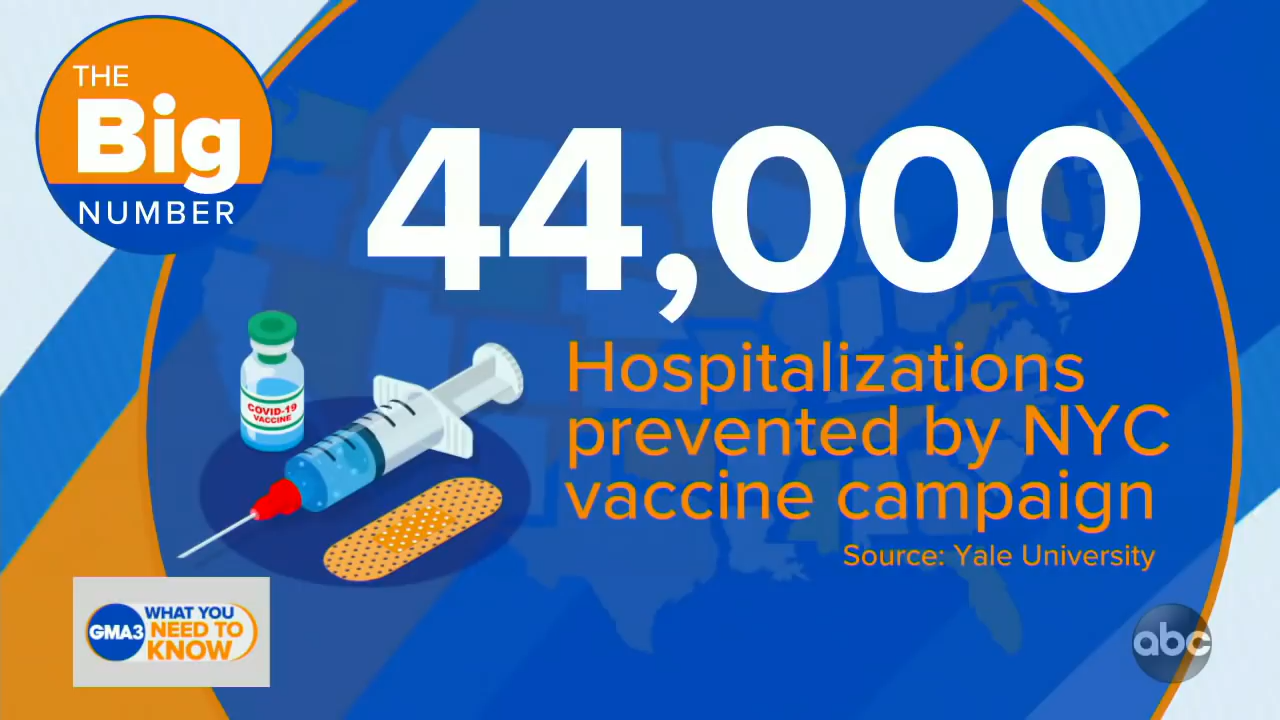 THE
Big
NUMBER
44,000
Hospitalizations
prevented by NYC
vaccine campaign
Source: Yale University
COVID-19
VACCINE
GMA3
WHAT YOU
NEED TO
KNOW
abc